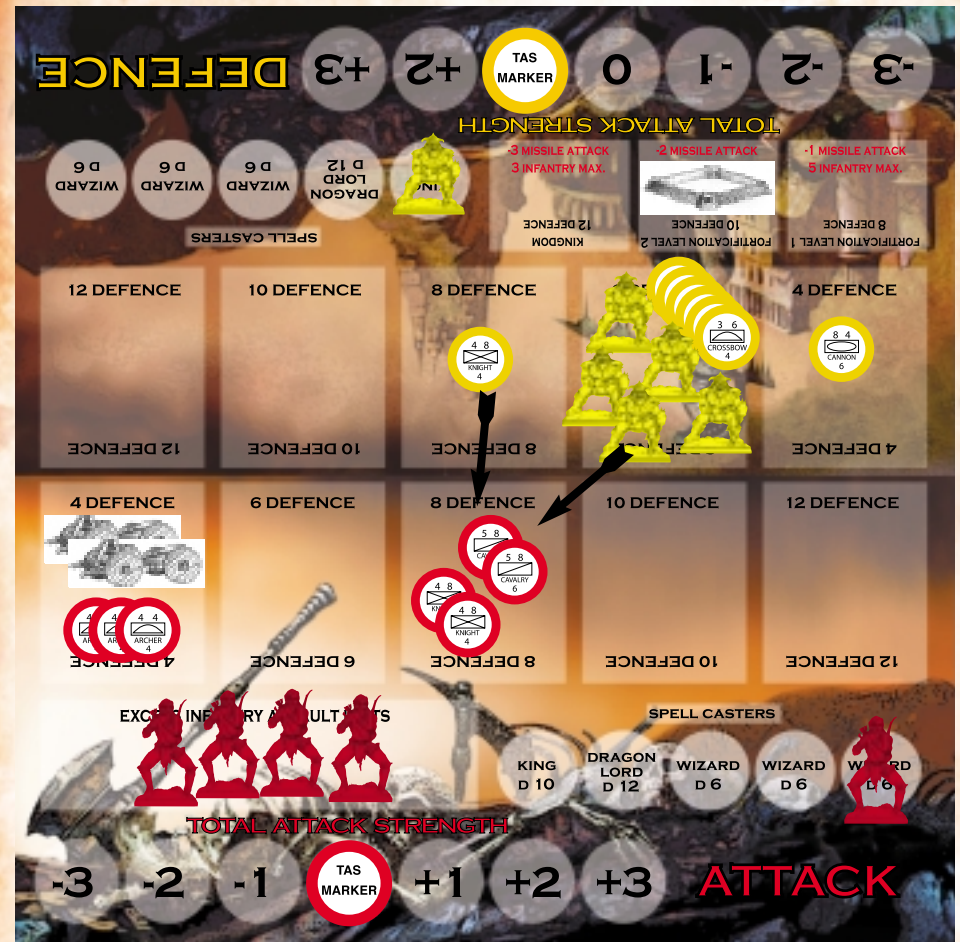 DEFENCE
+3
+2
TAS
MARKER
0
-1
-2
-3
TOTAL ATTACK STRENGTH
WIZARD
D 6
WIZARD
D 6
WIZARD
D 6
DRAGON
LORD
D 12
-3 MISSILE ATTACK
3 INFANTRY MAX.
KINGDOM
12 DEFENCE
-2 MISSILE ATTACK
FORTIFICATION LEVEL 2
10 DEFENCE
-1 MISSILE ATTACK
5 INFANTRY MAX.
FORTIFICATION LEVEL 1
8 DEFENCE
SPELL CASTERS
12 DEFENCE
10 DEFENCE
8 DEFENCE
4 DEFENCE
4 8
KNIGHT
4
3 6
CROSSBOW
4
8 4
CANNON
6
12 DEFENCE
10 DEFENCE
8 DEFENCE
4 DEFENCE
4 DEFENCE
6 DEFENCE
8 DEFENCE
10 DEFENCE
12 DEFENCE
5 8
5 8
CAVALRY
6
4 8
4 8
KNIGHT
4
4 4
ARCHER
4
4 DEFENCE
6 DEFENCE
8 DEFENCE
10 DEFENCE
12 DEFENCE
SPELL CASTERS
KING
D 10
DRAGON
LORD
D 12
WIZARD
D 6
WIZARD
D 6
D 6
TOTAL ATTACK STRENGTH
-3
-2
-1
TAS
MARKER
+1
+2
+3
ATTACK